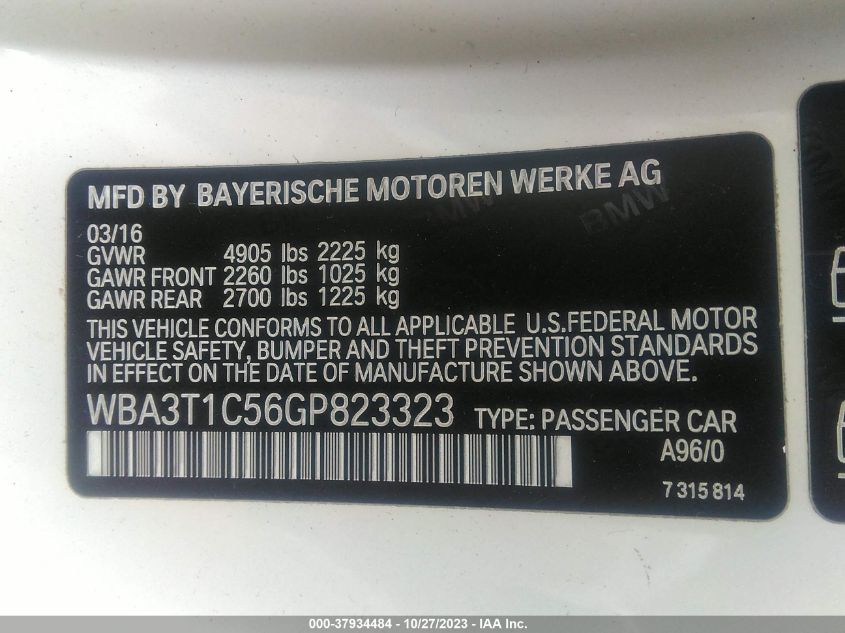 MFD BY BAYERISCHE MOTOREN WERKE AG
BMW
03/16
GVWR 4905 lbs 2225 kg
GAWR FRONT 2260 lbs 1025 kg
GAWR REAR 2700 lbs 1225 kg
THIS VEHICLE CONFORMS TO ALL APPLICABLE U.S.FEDERAL MOTOR
VEHICLE SAFETY, BUMPER AND THEFT PREVENTION STANDARDS
IN EFFECT ON THE DATE OF MANUFACTURE SHOWN ABOVE.
WBA3T1C56GP823323 TYPE: PASSENGER CAR
A96/0
7 315 814
000-37934484 - 10/27/2023 - IAA Inc.